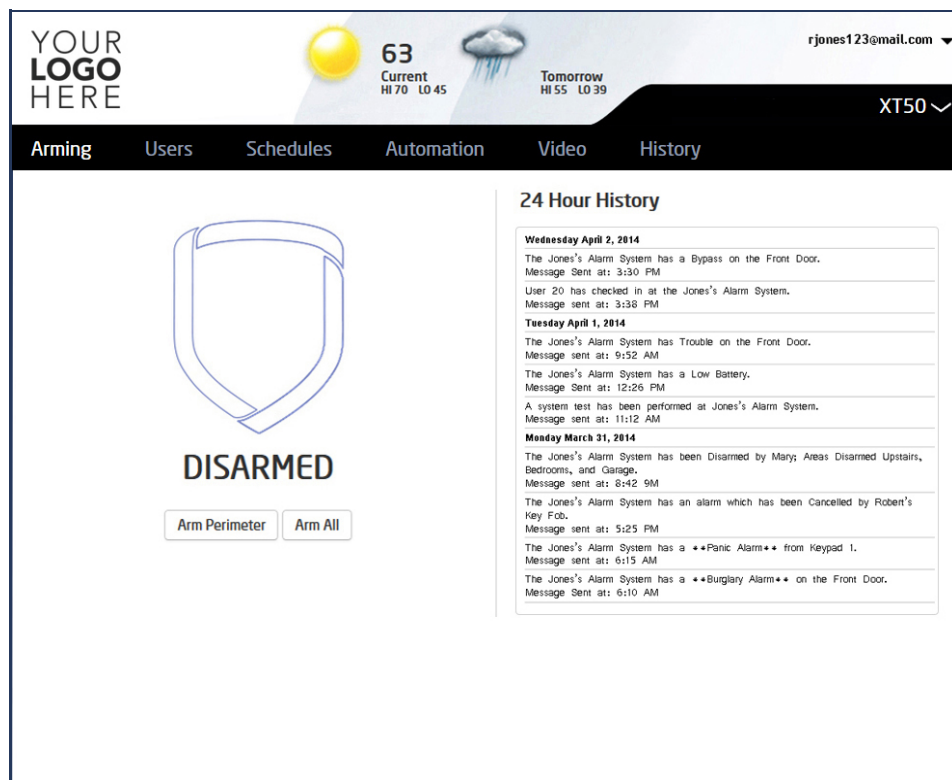 YOUR
LOGO
HERE
63
Current
HI 70 LO 45
Tomorrow
HI 55 LO 39
rjones123@mail.com
XT50
Arming Users Schedules Automation Video History
DISARMED
Arm Perimeter Arm All
24 Hour History
Wednesday April 2, 2014
The Jones's Alarm System has a Bypass on the Front Door.
Message Sent at: 3:30 PM
User 20 has checked in at the Jones's Alarm System.
Message sent at: 3:38 PM
Tuesday April 1, 2014
The Jones's Alarm System has Trouble on the Front Door.
Message sent at: 9:52 AM
The Jones's Alarm System has a Low Battery.
Message Sent at: 12:26 PM
A system test has been performed at Jones's Alarm System.
Message sent at: 11:12 AM
Monday March 31, 2014
The Jones's Alarm System has been Disarmed by Mary; Areas Disarmed Upstairs,
Bedrooms, and Garage.
Message sent at: 8:42 9M
The Jones's Alarm System has an alarm which has been Cancelled by Robert's
Key Fob.
Message sent at: 5:25 PM
The Jones's Alarm System has a **Panic Alarm** from Keypad 1.
Message sent at: 6:15 AM
The Jones's Alarm System has a **Burglary Alarm** on the Front Door.
Message Sent at: 6:10 AM